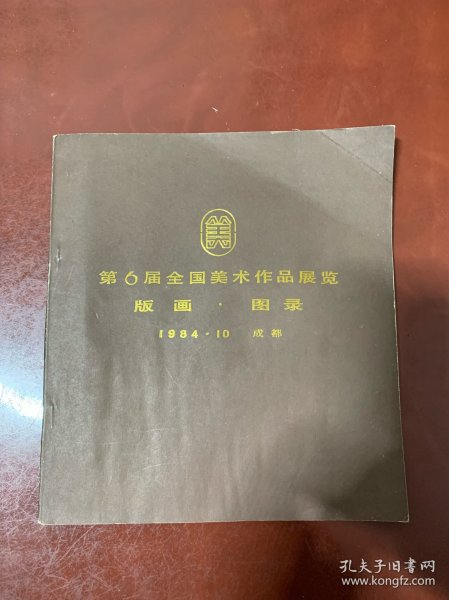 美
第6届全国美术作品展览
版画·图录
1984·10 成都
孔夫子旧书网
www.kongfz.com